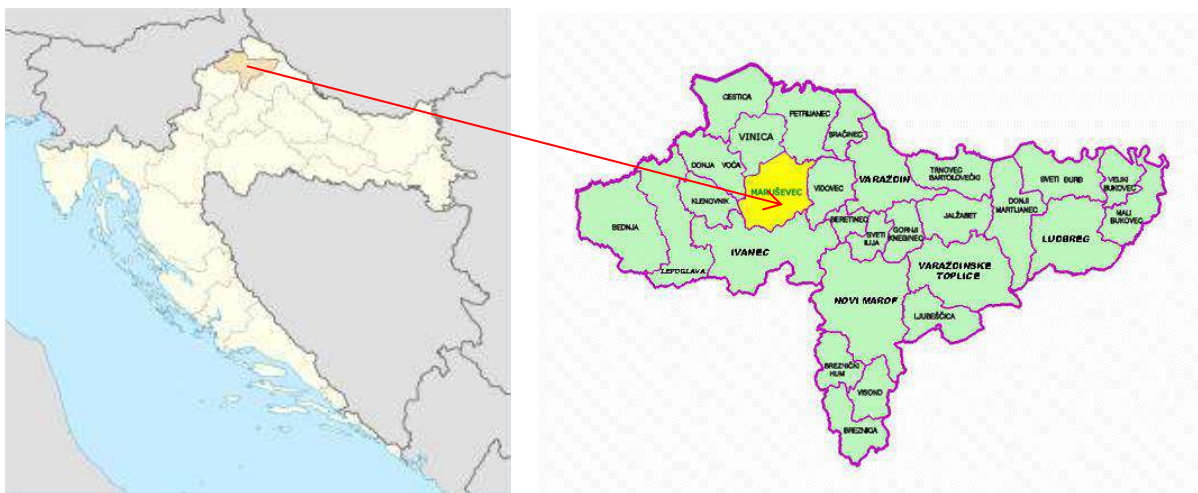 CESTICA
PETRIJANEC
VINICA
SRAČINEC
DONJA VOĆA
MARUŠEVEC
VIDOVEC
VARAŽDIN
TRNOVEC
BARTOLOVEČKI
SVETI ĐURĐ
VELIKI
BUKOVEC
KLENOVNIK
DONJI
MARTIJANEC
MALI
BUKOVEC
BEDNJA
BERETINEC
SVETI
ILIJA
GORNJI
KNEGINEC
JALŽABET
LUDBREG
IVANEC
LEPOGLAVA
VARAŽDINSKE
TOPLICE
NOVI MAROF
LJUBEŠĆICA
BREZNIČKI
HUM
VISOKO
BREZNICA